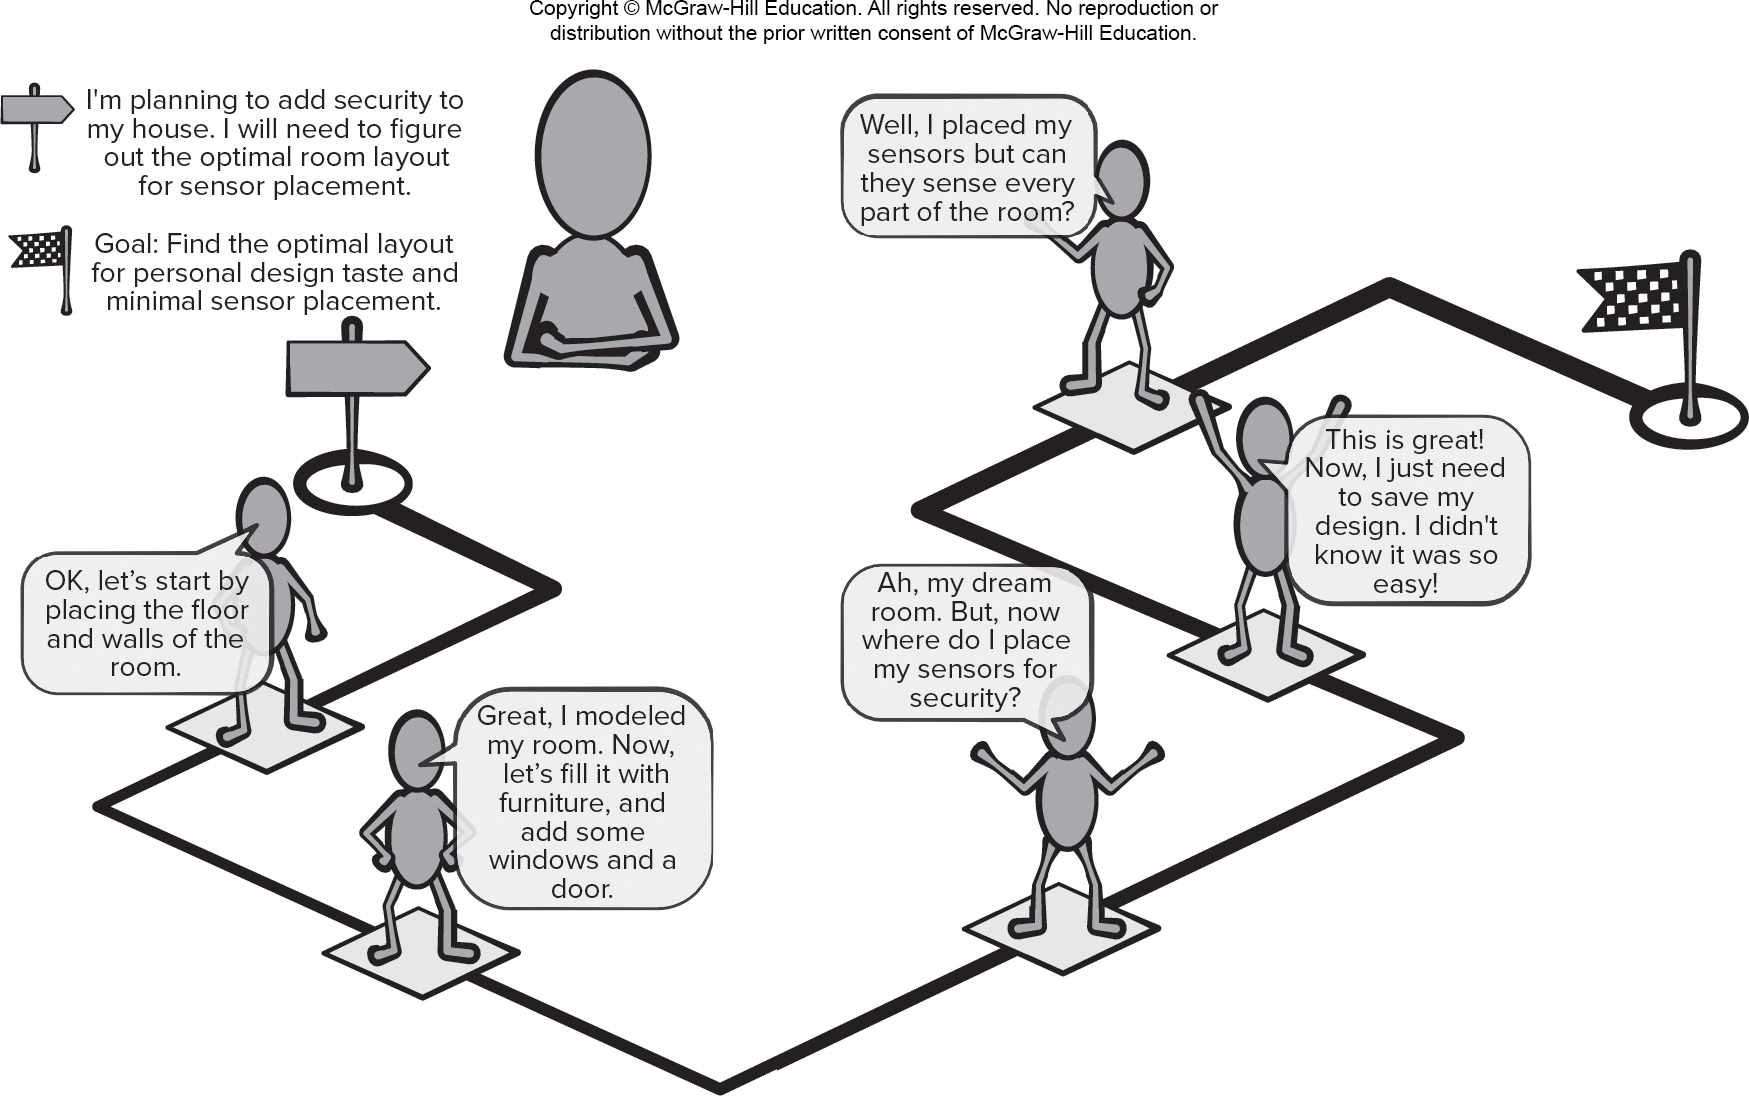 Copyright © McGraw-Hill Education. All rights reserved. No reproduction or
distribution without the prior written consent of McGraw-Hill Education.
I'm planning to add security to
my house. I will need to figure
out the optimal room layout
for sensor placement.
Goal: Find the optimal layout
for personal design taste and
minimal sensor placement.
OK, let’s start by
placing the floor
and walls of the
room.
Great, I modeled
my room. Now,
let’s fill it with
furniture, and
add some
windows and a
door.
Ah, my dream
room. But, now
where do I place
my sensors for
security?
This is great!
Now, I just need
to save my
design. I didn't
know it was so
easy!
Well, I placed my
sensors but can
they sense every
part of the room?